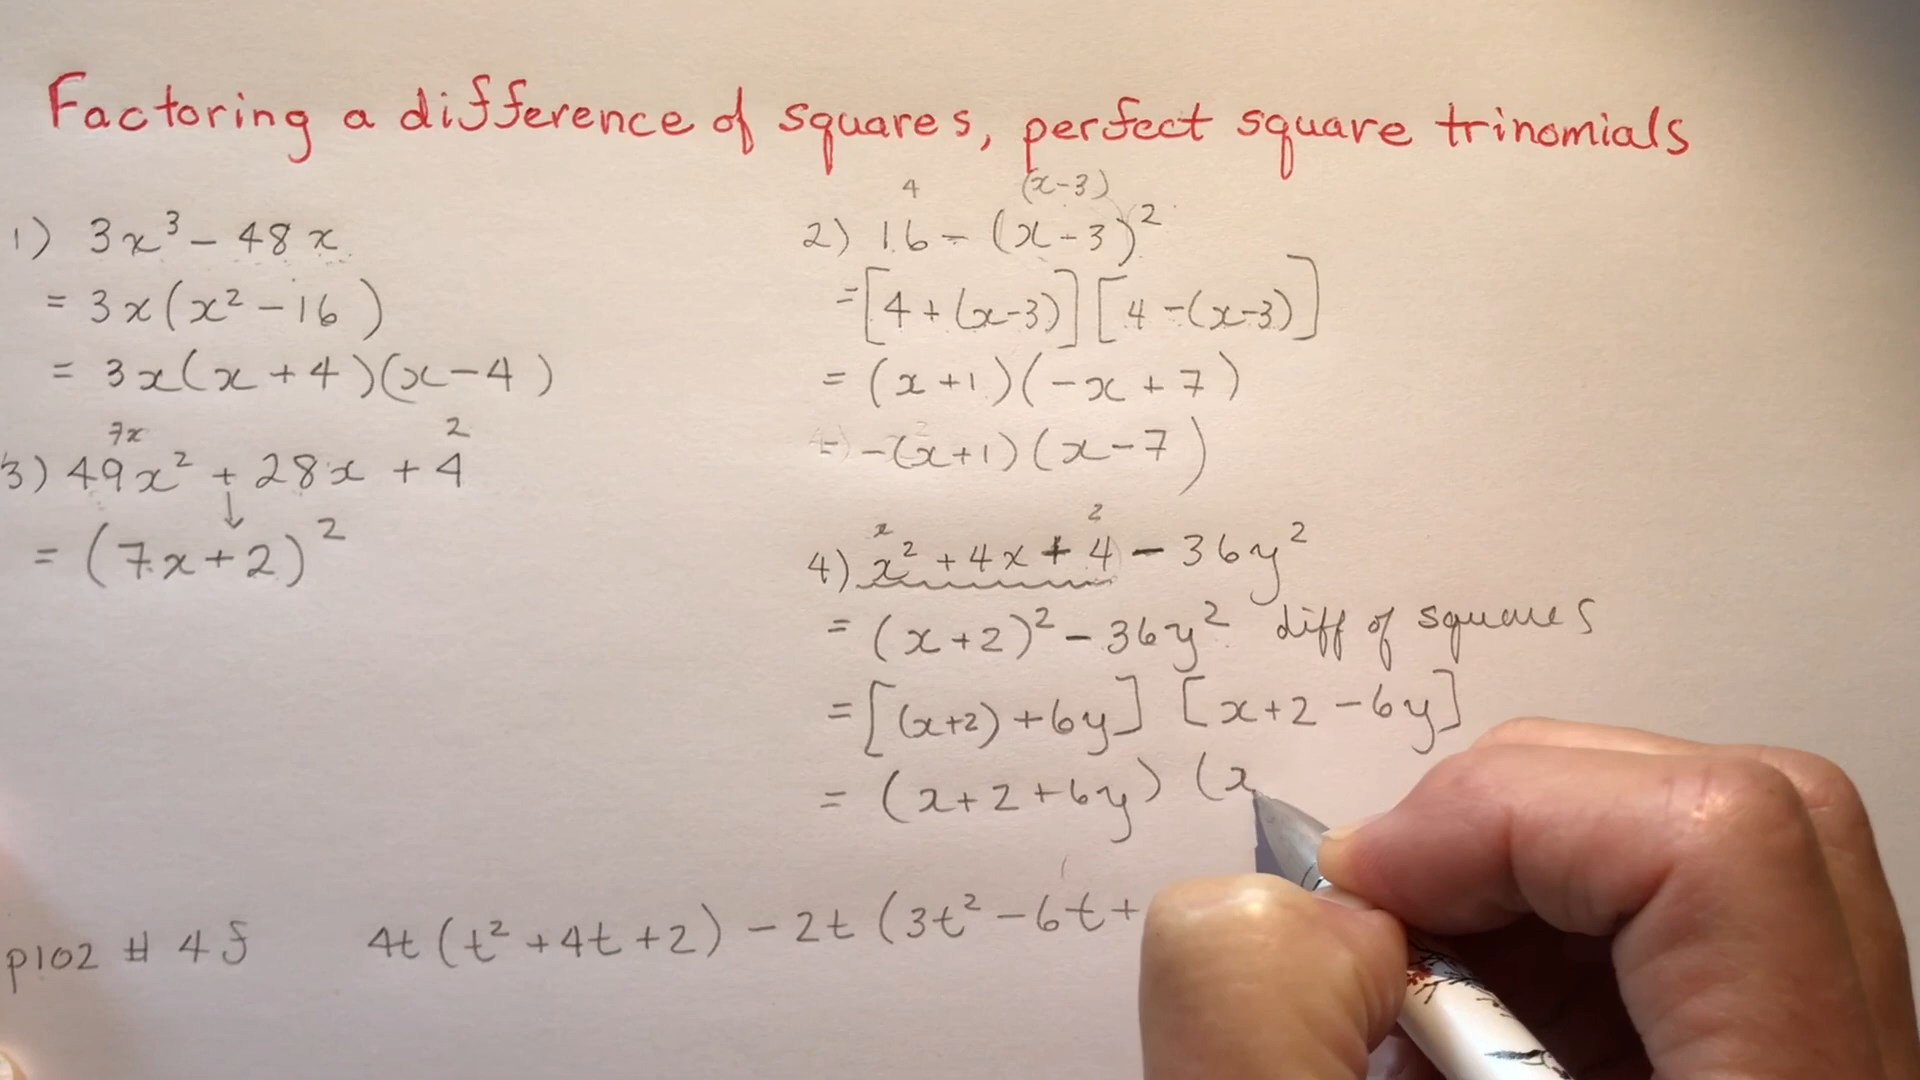 Factoring a difference of squares, perfect square trinomials
1) 3x³ - 48x
= 3x(x² - 16)
= 3x(x + 4)(x - 4)
7x 2
3) 49x² + 28x + 4
↓
= (7x + 2)²
4 (x-3)
2) 16 - (x - 3)²
= [4 + (x-3)] [4 - (x-3)]
= (x + 1)(-x + 7)
= -(x+1)(x - 7)
x 2
4) x² + 4x + 4 - 36y²
= (x+2)² - 36y² diff of squares
= [(x+2) + 6y] [x+2 - 6y]
= (x+2+6y) (x
p102 # 4f 4t(t² + 4t + 2) - 2t(3t² - 6t +